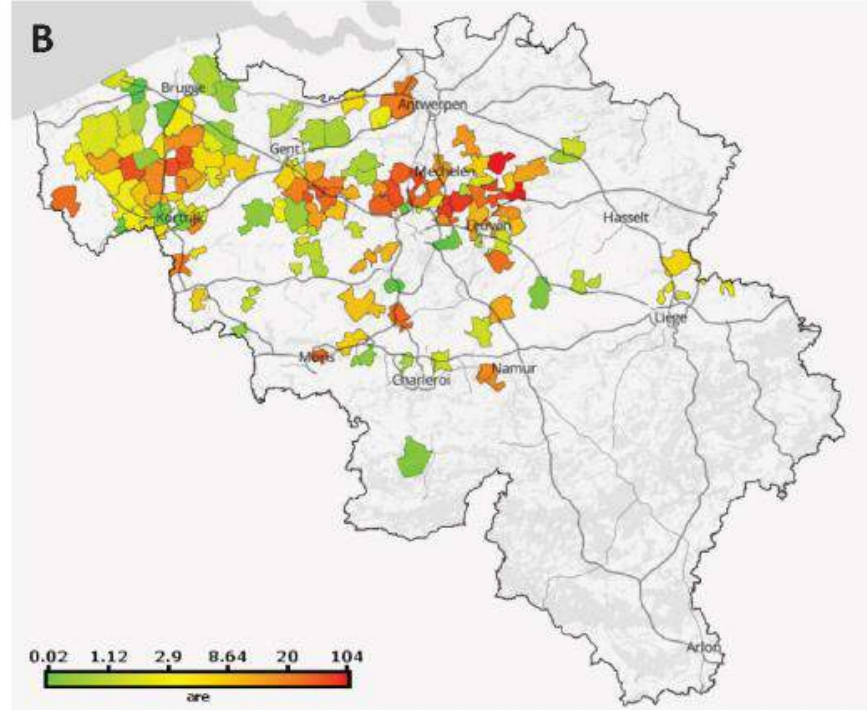 B
Brugge
Antwerpen
Gent
Mechelen
Kortrijk
Leuven
Hasselt
Liege
Mons
Namur
Charleroi
Arlon
0.02 1.12 2.9 8.64 20 104
are